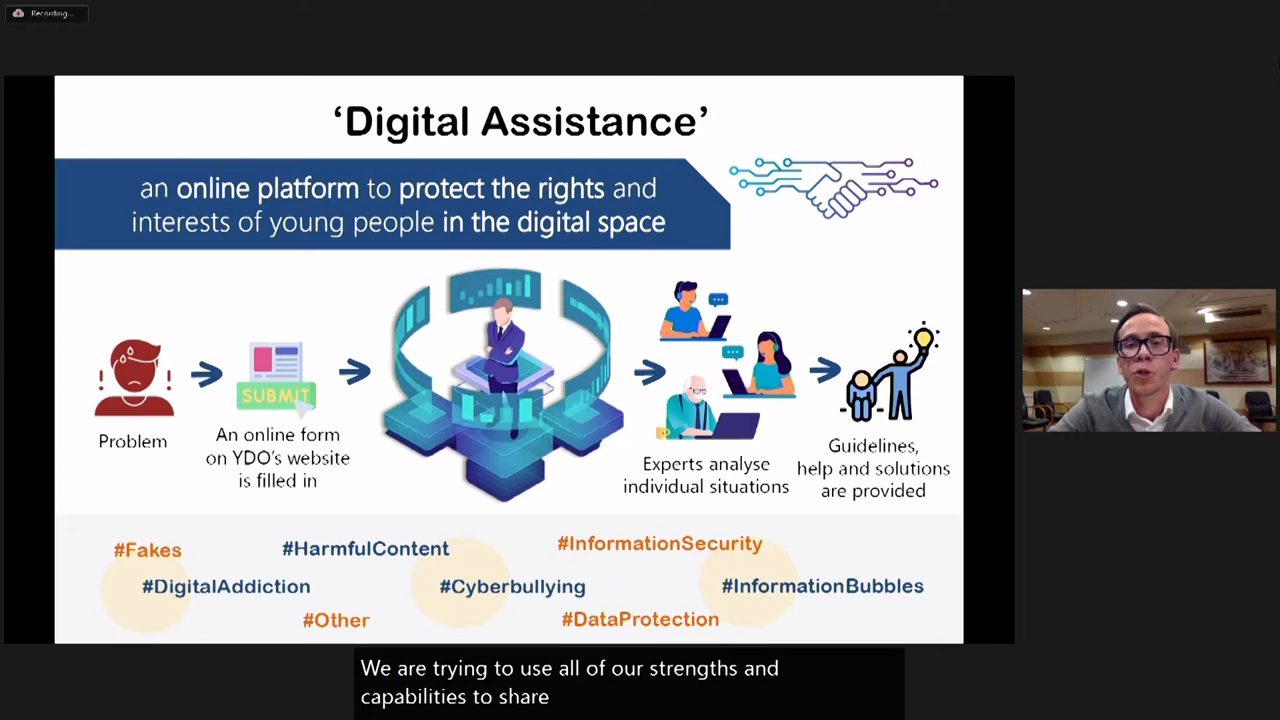 Recording...
‘Digital Assistance’
an online platform to protect the rights and
interests of young people in the digital space
Problem
SUBMIT
An online form
on YDO’s website
is filled in
Experts analyse
individual situations
Guidelines,
help and solutions
are provided
#Fakes
#HarmfulContent
#InformationSecurity
#DigitalAddiction
#Cyberbullying
#InformationBubbles
#Other
#DataProtection
We are trying to use all of our strengths and
capabilities to share